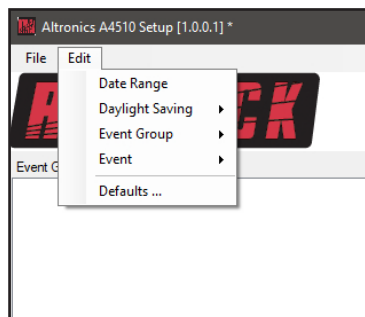 Altronics A4510 Setup [1.0.0.1] *
File Edit
Date Range
Daylight Saving
Event Group
Event
Defaults ...
Event G